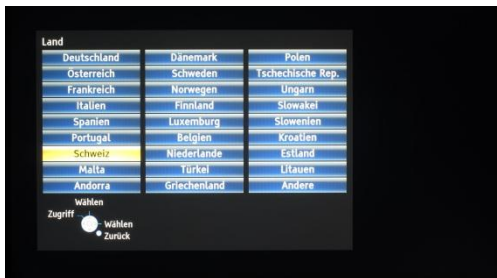 Land
Deutschland Dänemark Polen
Österreich Schweden Tschechische Rep.
Frankreich Norwegen Ungarn
Italien Finnland Slowakei
Spanien Luxemburg Slowenien
Portugal Belgien Kroatien
Schweiz Niederlande Estland
Malta Türkei Litauen
Andorra Griechenland Andere
Wählen
Zugriff
Wählen
Zurück